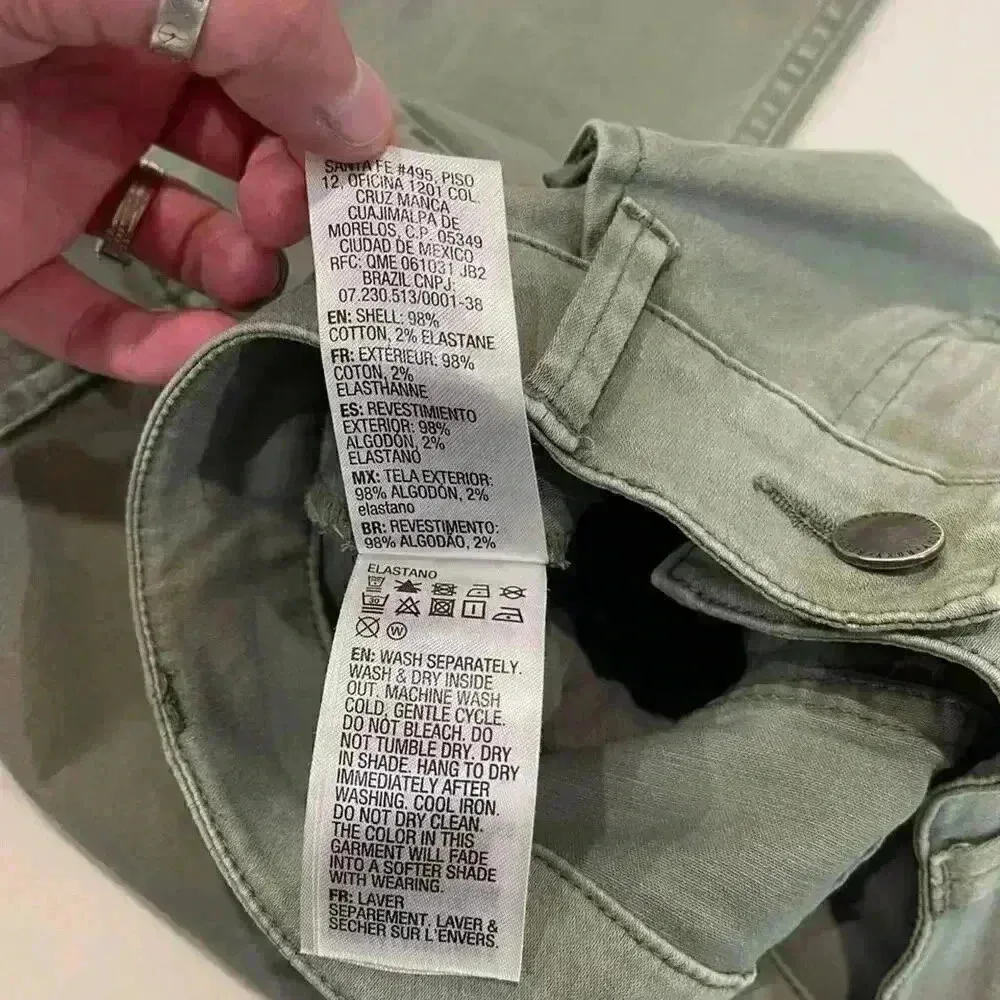 SANTA FE #495, PISO
12, OFICINA 1201 COL.
CRUZ MANCA,
CUAJIMALPA DE
MORELOS, C.P. 05349
CIUDAD DE MEXICO
RFC: QME 061031 JB2
BRAZIL CNPJ:
07.230.513/0001-38
EN: SHELL: 98%
COTTON, 2% ELASTANE
FR: EXTÉRIEUR: 98%
COTON, 2%
ELASTHANNE
ES: REVESTIMIENTO
EXTERIOR: 98%
ALGODÓN, 2%
ELASTANO
MX: TELA EXTERIOR:
98% ALGODÓN, 2%
elastano
BR: REVESTIMENTO:
98% ALGODÃO, 2%
ELASTANO
30
W
EN: WASH SEPARATELY.
WASH & DRY INSIDE
OUT. MACHINE WASH
COLD, GENTLE CYCLE.
DO NOT BLEACH. DO
NOT TUMBLE DRY. DRY
IN SHADE. HANG TO DRY
IMMEDIATELY AFTER
WASHING. COOL IRON.
DO NOT DRY CLEAN.
THE COLOR IN THIS
GARMENT WILL FADE
INTO A SOFTER SHADE
WITH WEARING.
FR: LAVER
SEPAREMENT, LAVER &
SECHER SUR L'ENVERS.